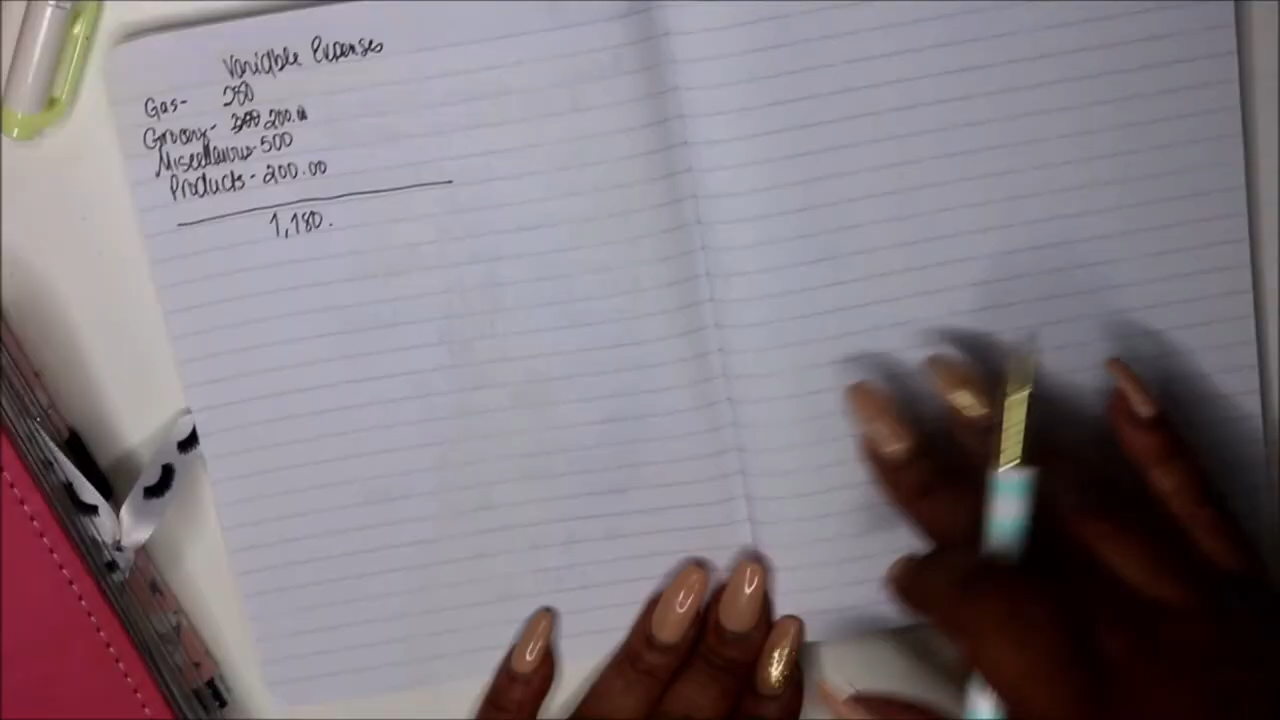 Variable Expenses
Gas- 280
Grocery- 300 200.00
Miscellaneous-500
Products-200.00
1,180.